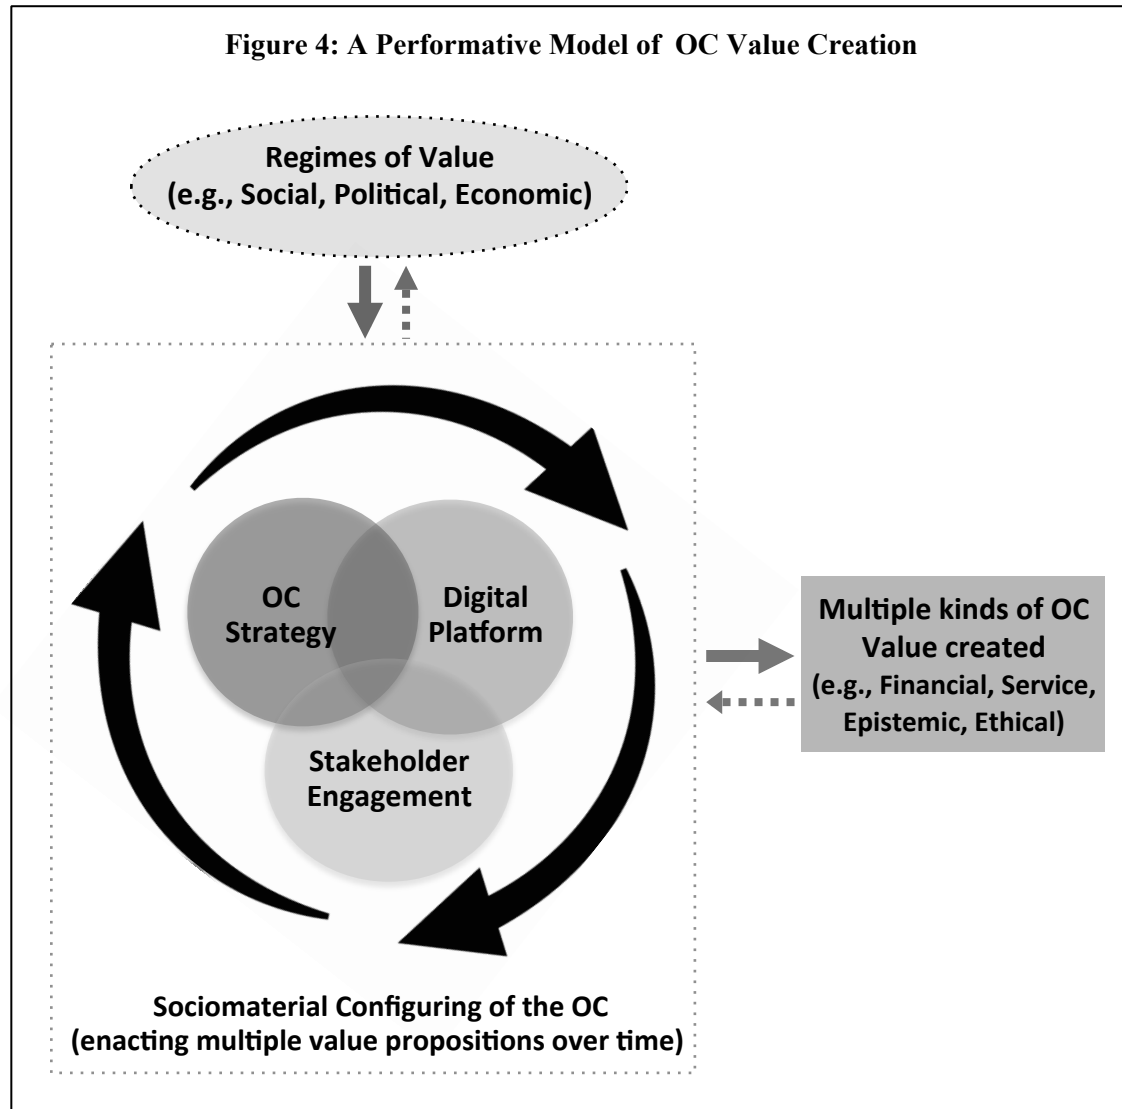 Figure 4: A Performative Model of OC Value Creation
Regimes of Value
(e.g., Social, Political, Economic)
OC
Strategy
Digital
Platform
Stakeholder
Engagement
Multiple kinds of OC
Value created
(e.g., Financial, Service,
Epistemic, Ethical)
Sociomaterial Configuring of the OC
(enacting multiple value propositions over time)